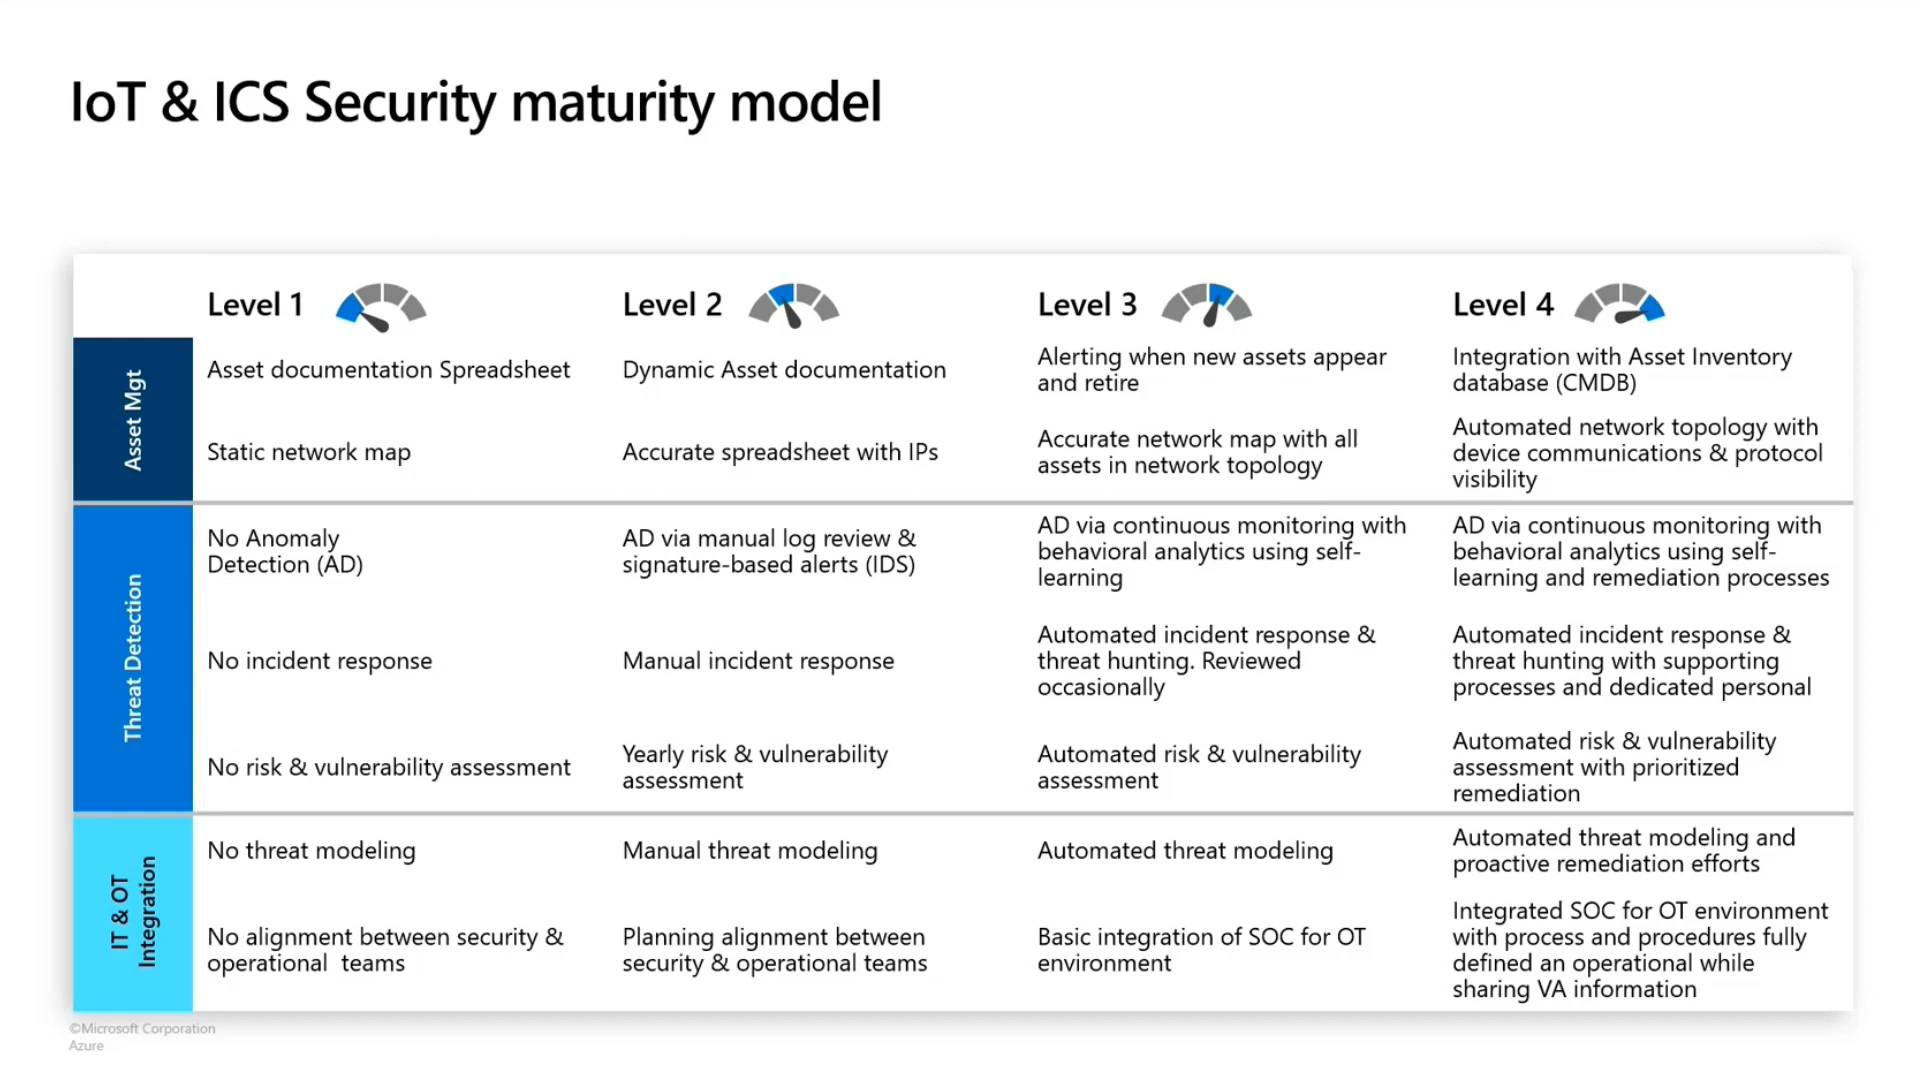 IoT & ICS Security maturity model
Level 1
Level 2
Level 3
Level 4
Asset Mgt
Asset documentation Spreadsheet
Dynamic Asset documentation
Alerting when new assets appear
and retire
Integration with Asset Inventory
database (CMDB)
Static network map
Accurate spreadsheet with IPs
Accurate network map with all
assets in network topology
Automated network topology with
device communications & protocol
visibility
Threat Detection
No Anomaly
Detection (AD)
AD via manual log review &
signature-based alerts (IDS)
AD via continuous monitoring with
behavioral analytics using self-
learning
AD via continuous monitoring with
behavioral analytics using self-
learning and remediation processes
No incident response
Manual incident response
Automated incident response &
threat hunting. Reviewed
occasionally
Automated incident response &
threat hunting with supporting
processes and dedicated personal
No risk & vulnerability assessment
Yearly risk & vulnerability
assessment
Automated risk & vulnerability
assessment
Automated risk & vulnerability
assessment with prioritized
remediation
IT & OT
Integration
No threat modeling
Manual threat modeling
Automated threat modeling
Automated threat modeling and
proactive remediation efforts
No alignment between security &
operational teams
Planning alignment between
security & operational teams
Basic integration of SOC for OT
environment
Integrated SOC for OT environment
with process and procedures fully
defined an operational while
sharing VA information
©Microsoft Corporation
Azure